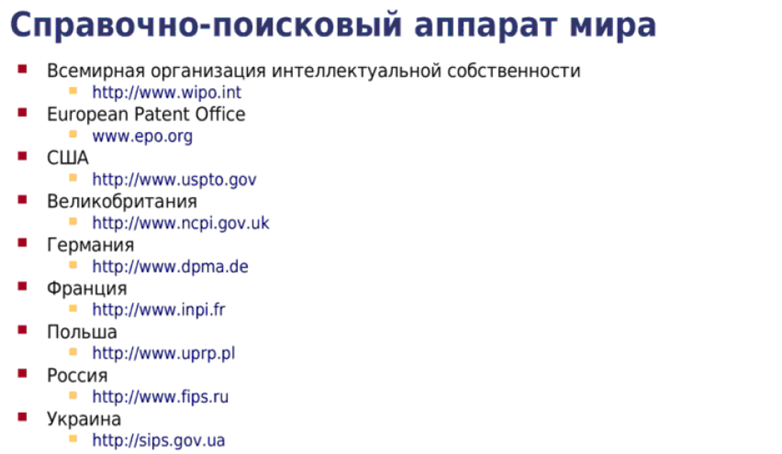 Справочно-поисковый аппарат мира
Всемирная организация интеллектуальной собственности
http://www.wipo.int
European Patent Office
www.epo.org
США
http://www.uspto.gov
Великобритания
http://www.ncpi.gov.uk
Германия
http://www.dpma.de
Франция
http://www.inpi.fr
Польша
http://www.uprp.pl
Россия
http://www.fips.ru
Украина
http://sips.gov.ua